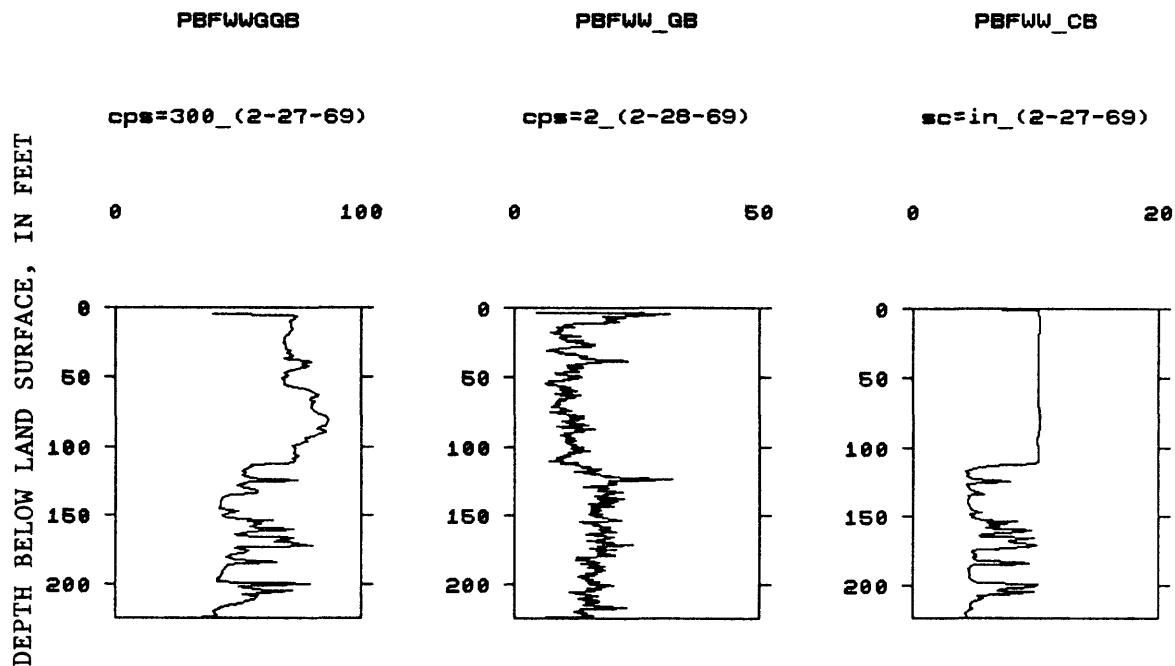 PBFWWGGB PBFWW_GB PBFWW_CB
cps=300_(2-27-69) cps=2_(2-28-69) sc=in_(2-27-69)
0 100 0 50 0 20
DEPTH BELOW LAND SURFACE, IN FEET
0 0 0
50 50 50
100 100 100
150 150 150
200 200 200